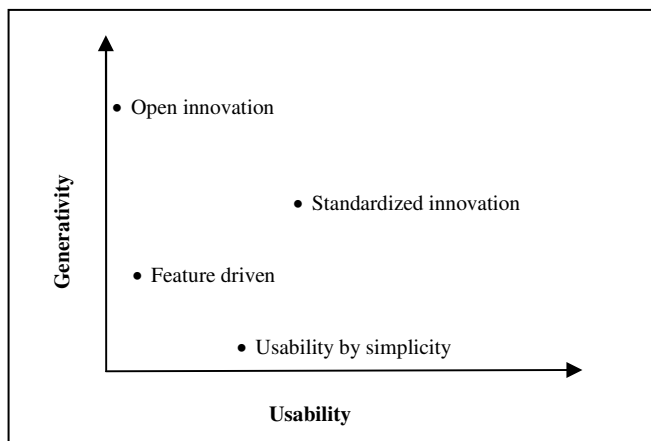 Open innovation
Standardized innovation
Generativity
Feature driven
Usability by simplicity
Usability